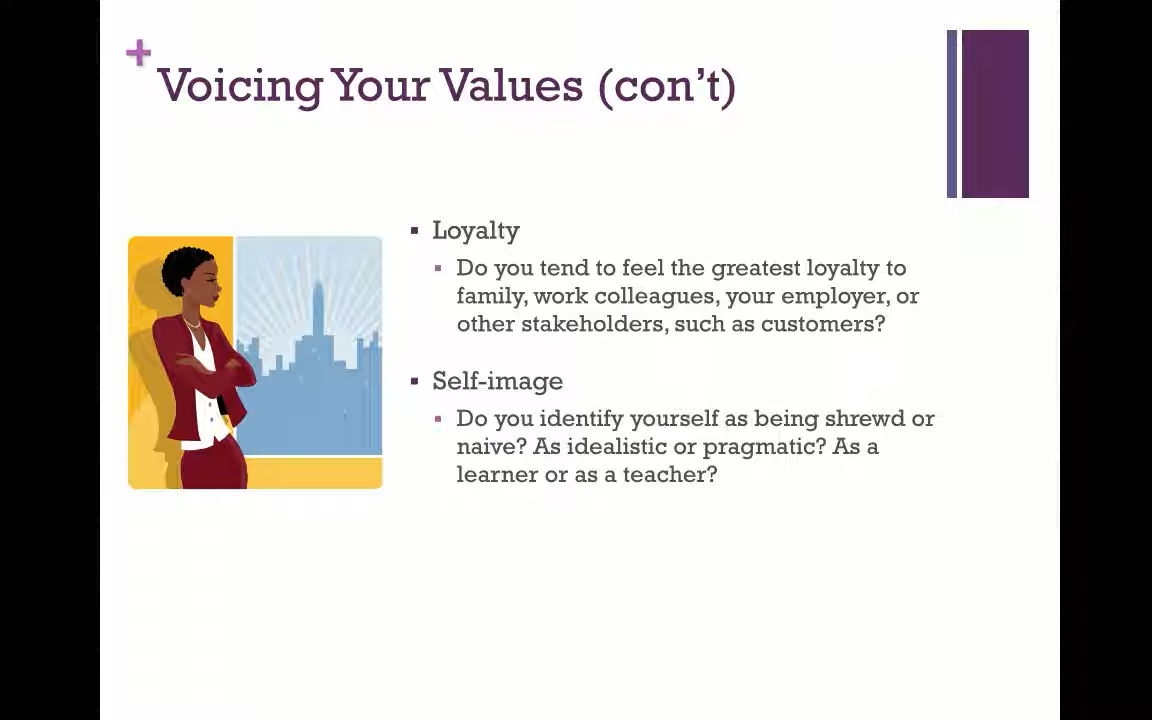 Voicing Your Values (con't)
▪ Loyalty
▪ Do you tend to feel the greatest loyalty to
family, work colleagues, your employer, or
other stakeholders, such as customers?
▪ Self-image
▪ Do you identify yourself as being shrewd or
naive? As idealistic or pragmatic? As a
learner or as a teacher?